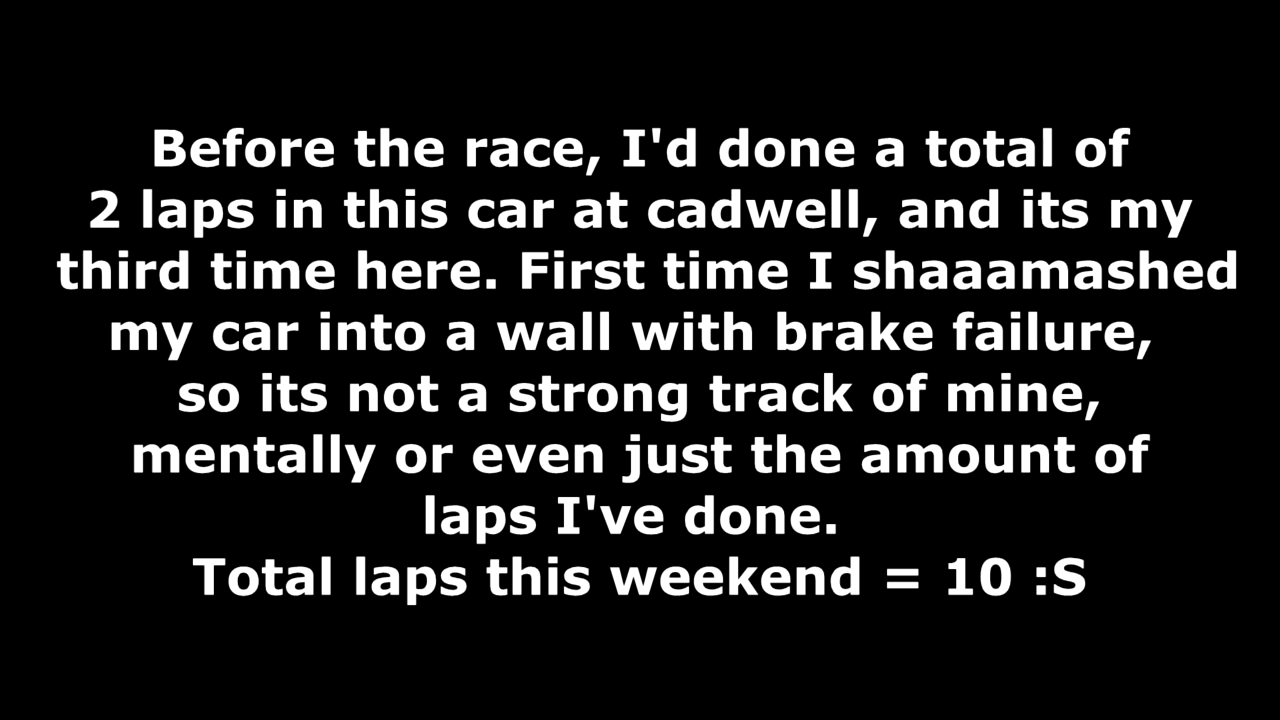 Before the race, I'd done a total of
2 laps in this car at cadwell, and its my
third time here. First time I shaaamashed
my car into a wall with brake failure,
so its not a strong track of mine,
mentally or even just the amount of
laps I've done.
Total laps this weekend = 10 :S